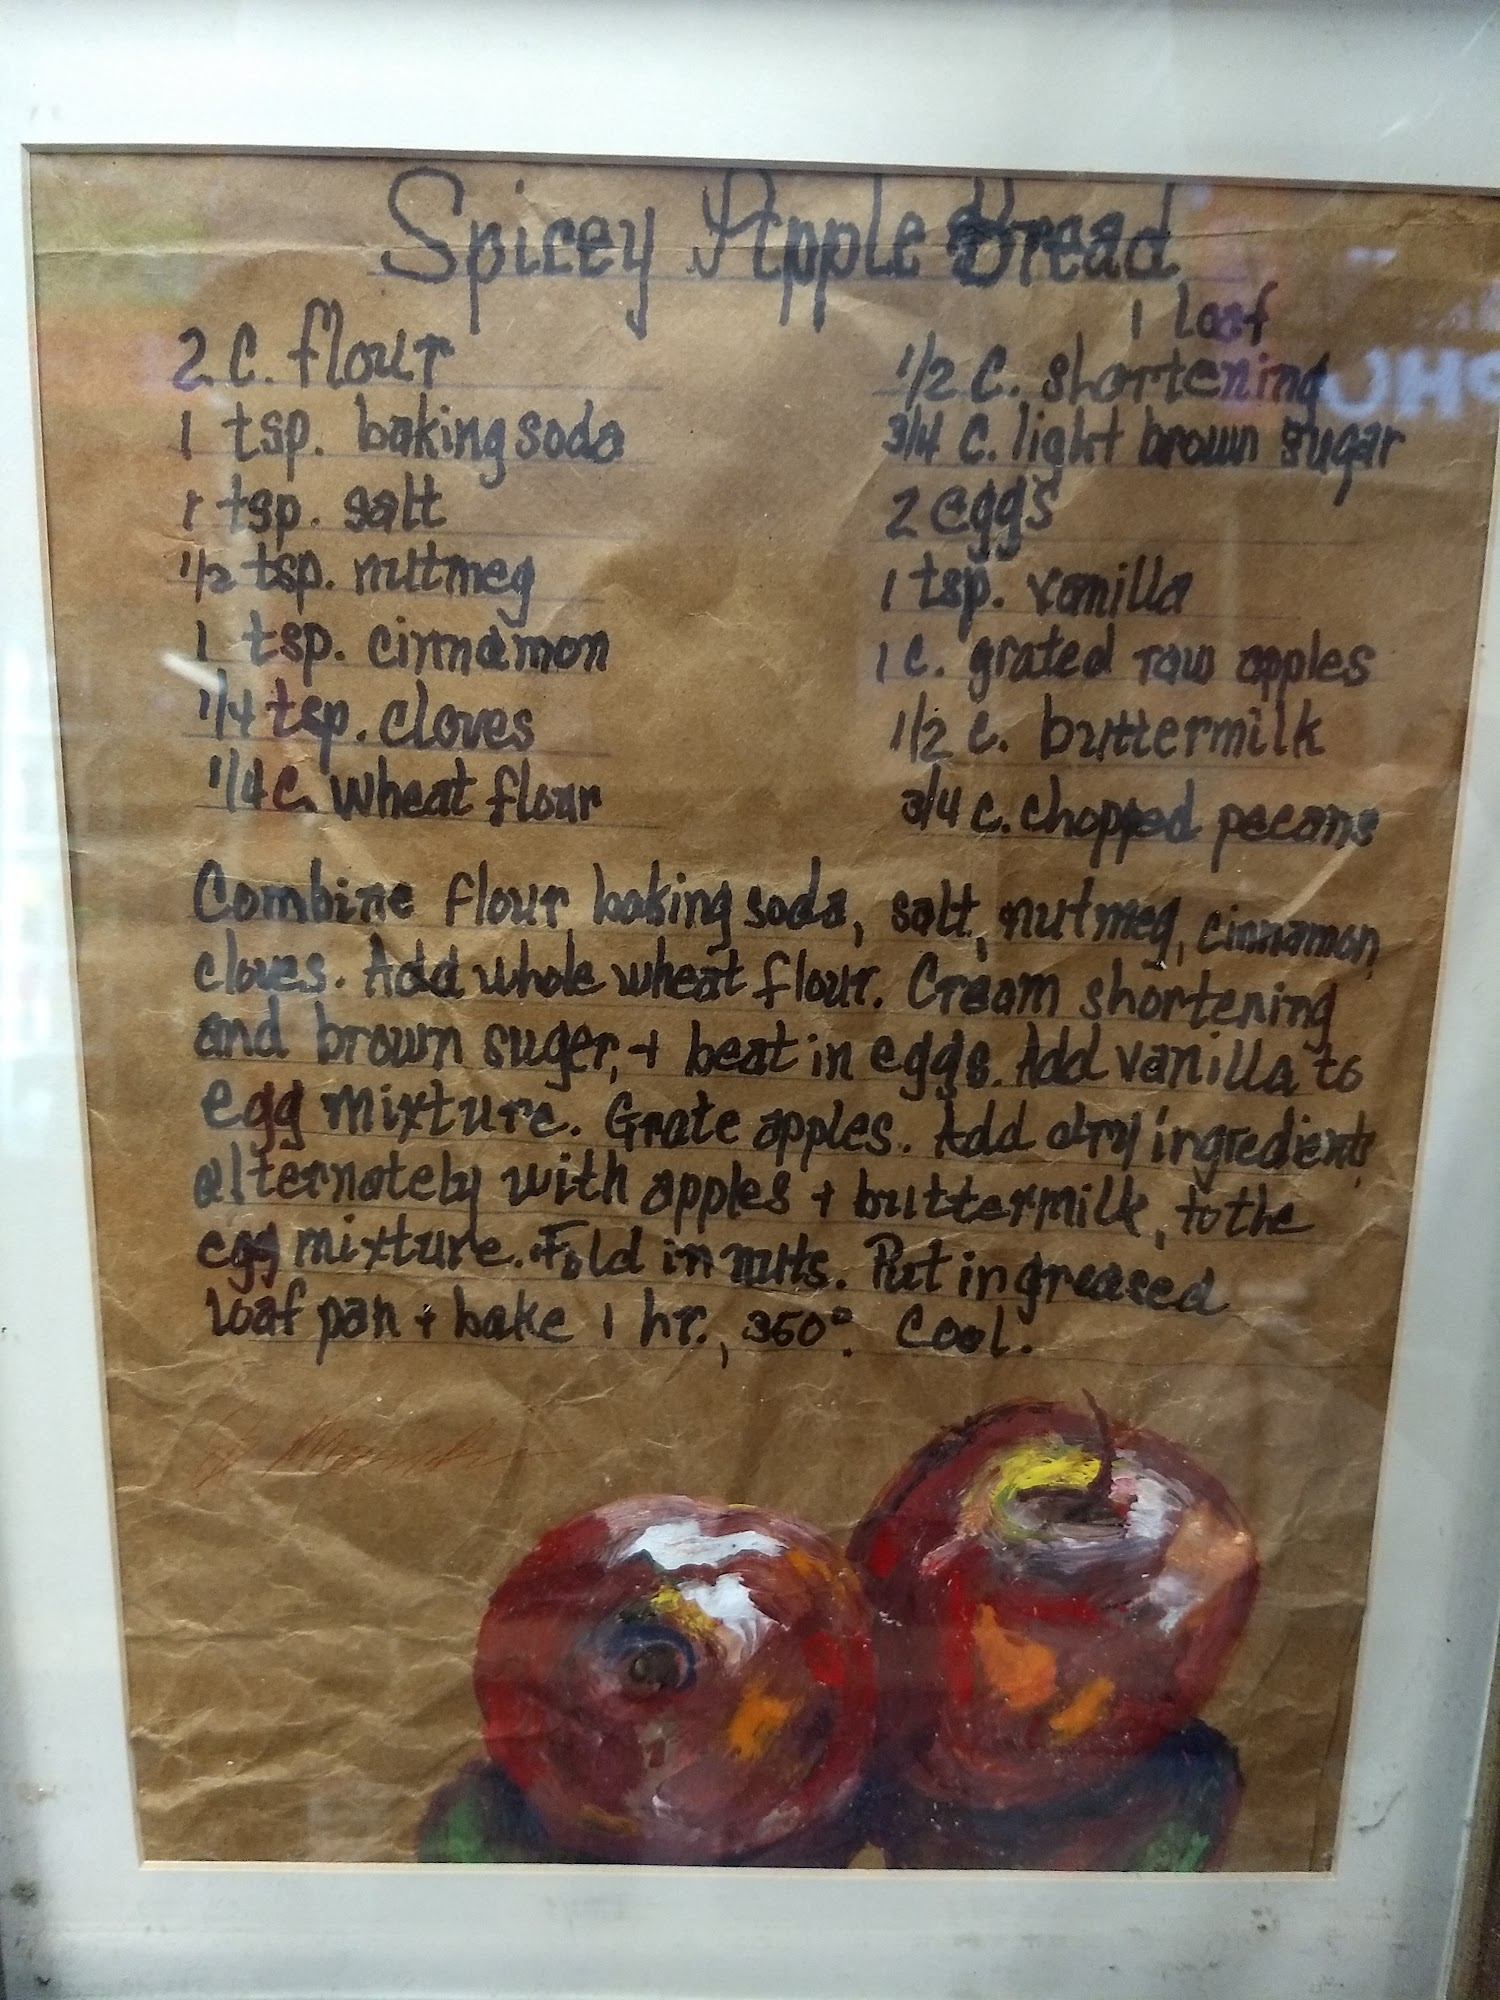 Spicey Apple Bread
1 loaf
2 C. flour
1 tsp. baking soda
1 tsp. salt
1/2 tsp. nutmeg
1 tsp. cinnamon
1/4 tsp. cloves
1/4 C. wheat flour
1/2 C. shortening
3/4 C. light brown sugar
2 eggs
1 tsp. vanilla
1 C. grated raw apples
1/2 C. buttermilk
3/4 C. chopped pecans
Combine flour baking soda, salt, nutmeg, cinnamon,
cloves. Add whole wheat flour. Cream shortening
and brown suger, + beat in eggs. Add vanilla to
egg mixture. Grate apples. Add dry ingredients
alternately with apples + buttermilk, to the
egg mixture. Fold in nuts. Put in greased
loaf pan + bake 1 hr., 350°. Cool.